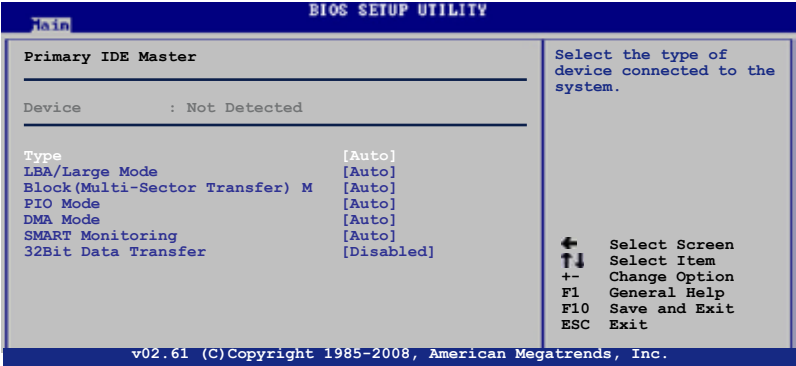 BIOS SETUP UTILITY
Main
Primary IDE Master
Device : Not Detected
Type [Auto]
LBA/Large Mode [Auto]
Block(Multi-Sector Transfer) M [Auto]
PIO Mode [Auto]
DMA Mode [Auto]
SMART Monitoring [Auto]
32Bit Data Transfer [Disabled]
Select the type of
device connected to the
system.
Select Screen
Select Item
+- Change Option
F1 General Help
F10 Save and Exit
ESC Exit
v02.61 (C)Copyright 1985-2008, American Megatrends, Inc.